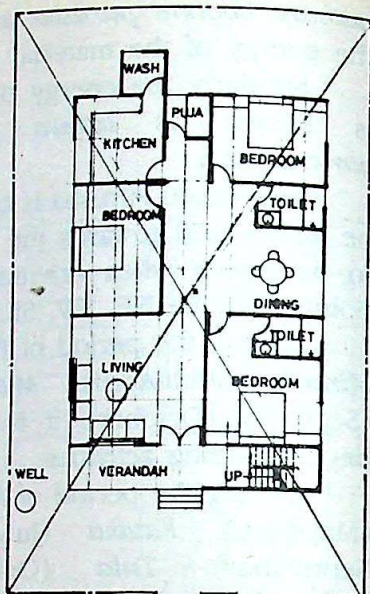 WASH
PUJA
KITCHEN
BEDROOM
BEDROOM
TOILET
DINING
TOILET
LIVING
BEDROOM
VERANDAH
UP
WELL